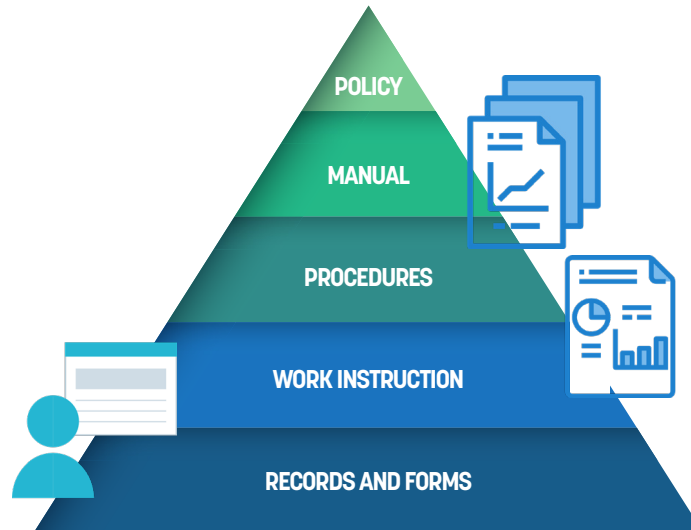 POLICY
MANUAL
PROCEDURES
WORK INSTRUCTION
RECORDS AND FORMS